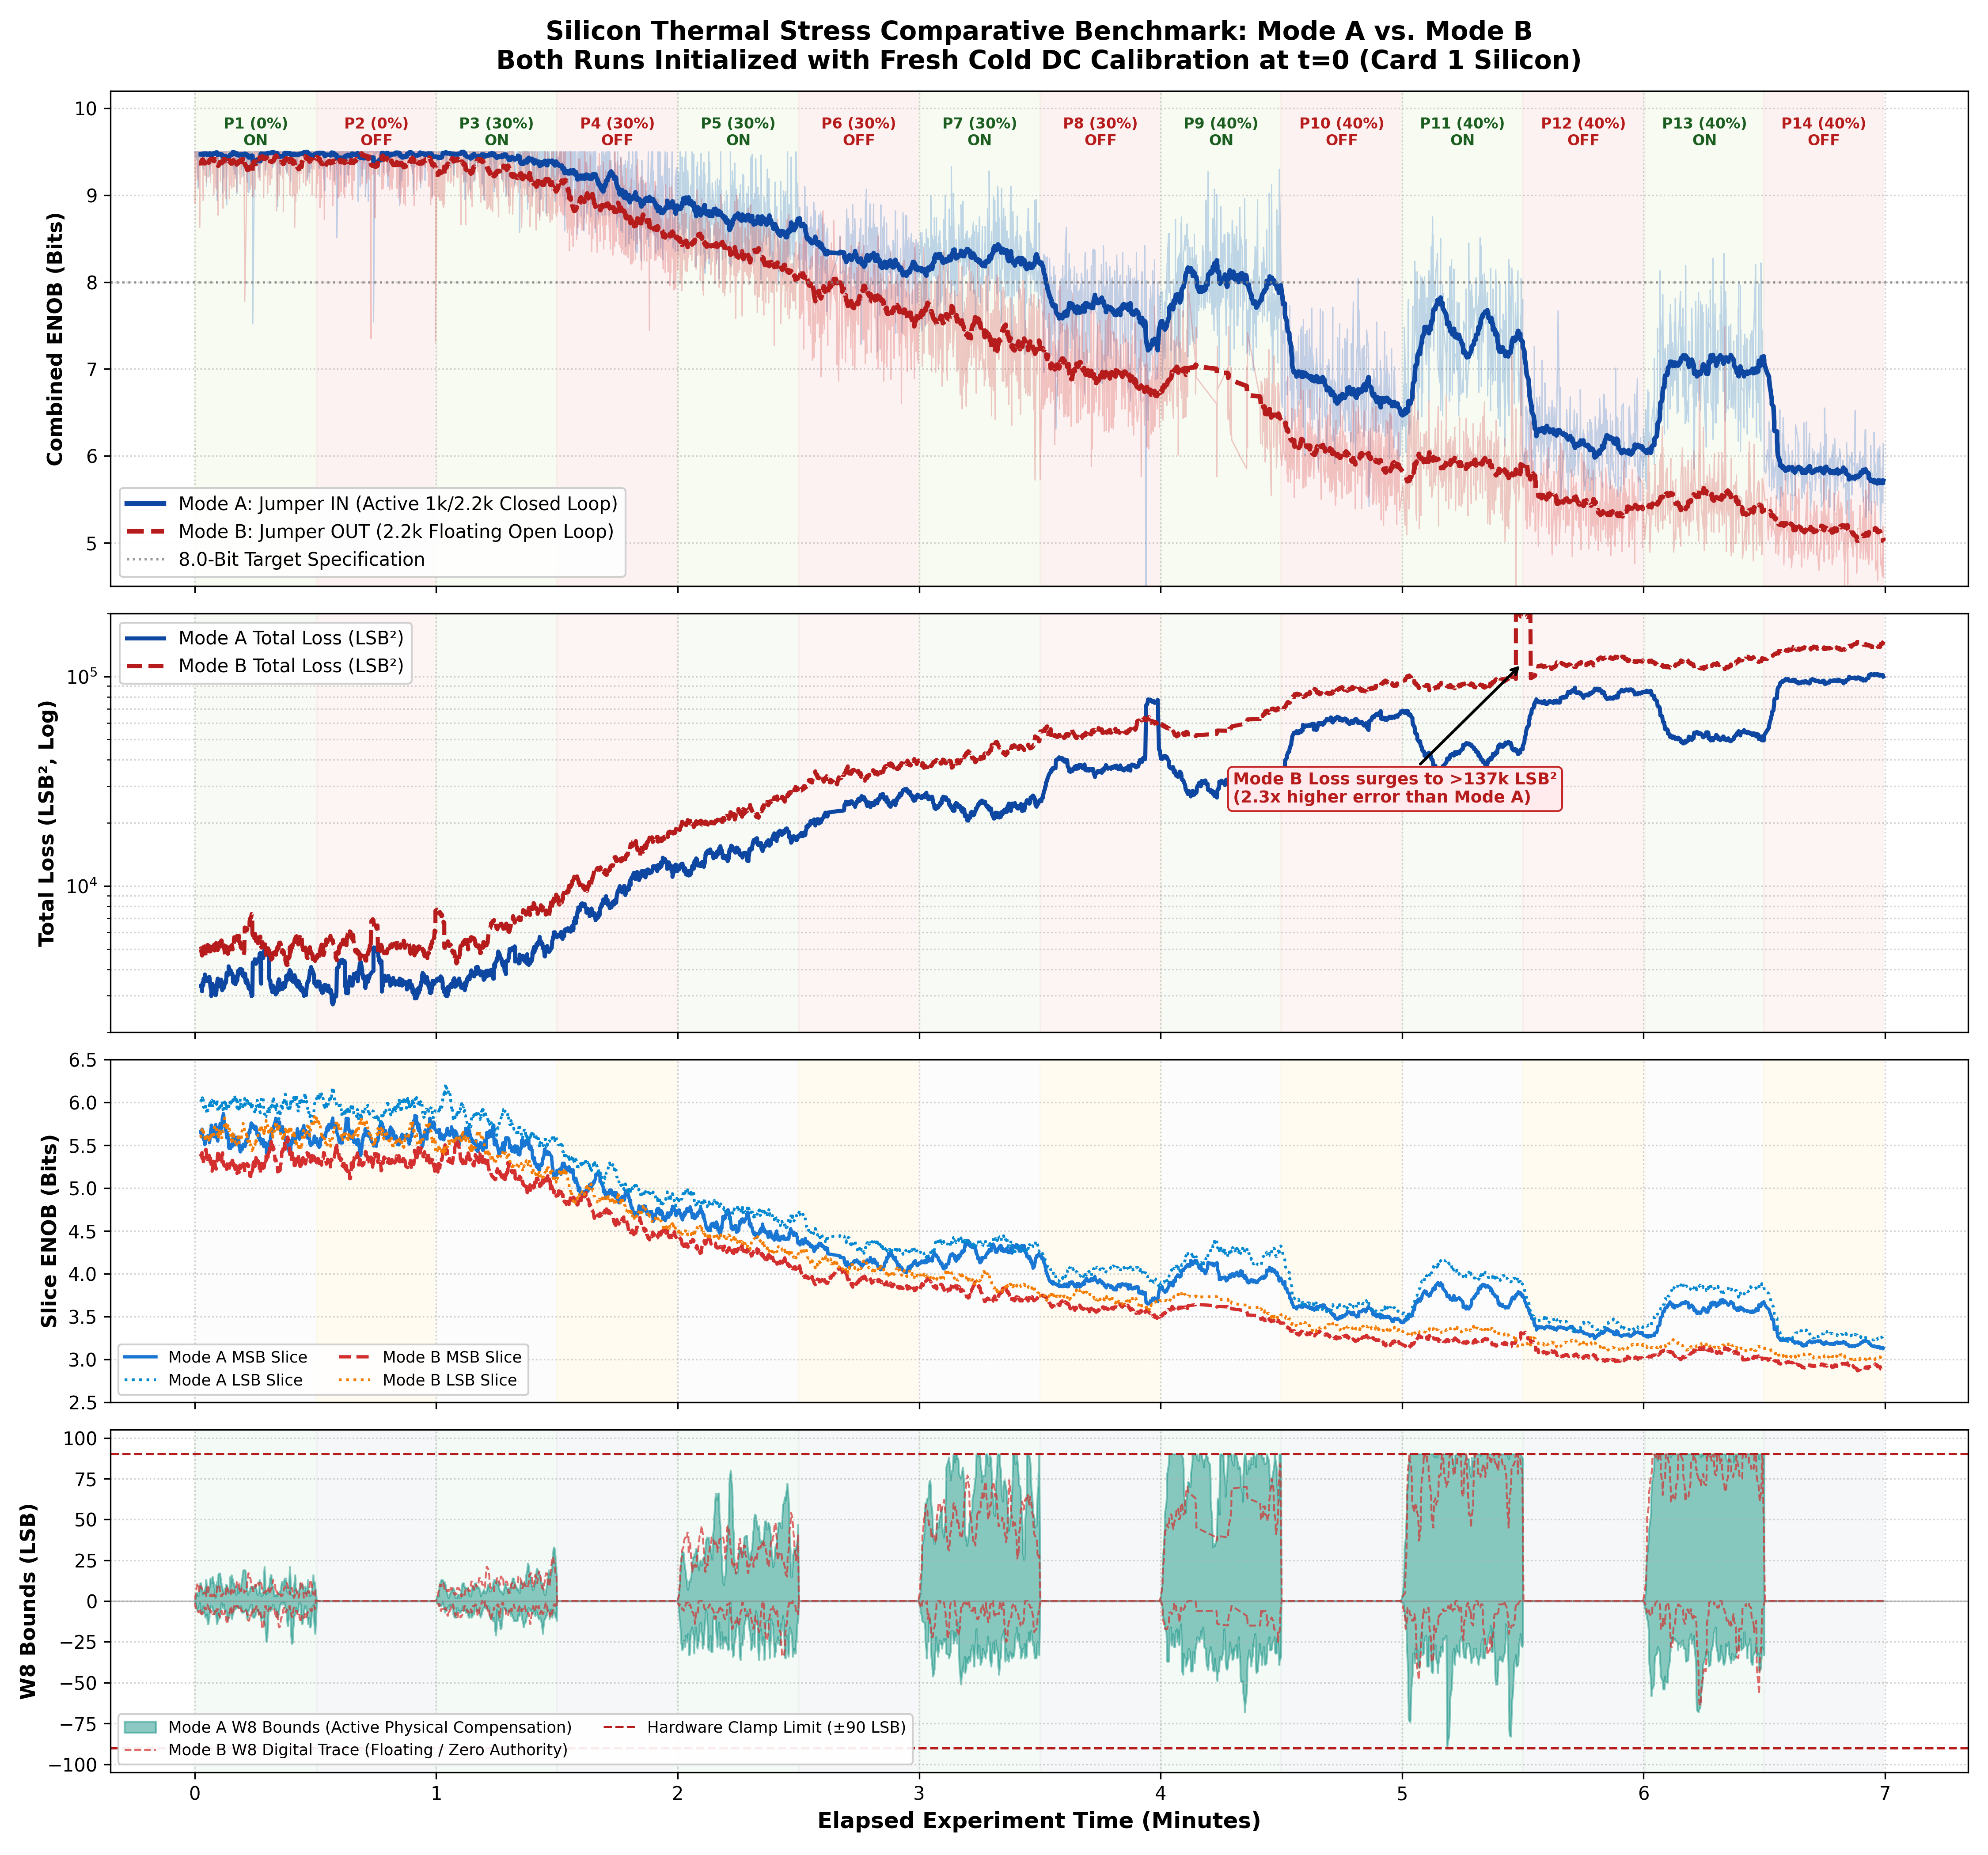 Silicon Thermal Stress Comparative Benchmark: Mode A vs. Mode B
Both Runs Initialized with Fresh Cold DC Calibration at t=0 (Card 1 Silicon)
P1 (0%)
ON
P2 (0%)
OFF
P3 (30%)
ON
P4 (30%)
OFF
P5 (30%)
ON
P6 (30%)
OFF
P7 (30%)
ON
P8 (30%)
OFF
P9 (40%)
ON
P10 (40%)
OFF
P11 (40%)
ON
P12 (40%)
OFF
P13 (40%)
ON
P14 (40%)
OFF
Combined ENOB (Bits)
10
9
8
7
6
5
Mode A: Jumper IN (Active 1k/2.2k Closed Loop)
Mode B: Jumper OUT (2.2k Floating Open Loop)
8.0-Bit Target Specification
Total Loss (LSB², Log)
10⁵
10⁴
Mode A Total Loss (LSB²)
Mode B Total Loss (LSB²)
Mode B Loss surges to >137k LSB²
(2.3x higher error than Mode A)
Slice ENOB (Bits)
6.5
6.0
5.5
5.0
4.5
4.0
3.5
3.0
2.5
Mode A MSB Slice
Mode A LSB Slice
Mode B MSB Slice
Mode B LSB Slice
W8 Bounds (LSB)
100
75
50
25
0
−25
−50
−75
−100
Mode A W8 Bounds (Active Physical Compensation)
Mode B W8 Digital Trace (Floating / Zero Authority)
Hardware Clamp Limit (±90 LSB)
0
1
2
3
4
5
6
7
Elapsed Experiment Time (Minutes)